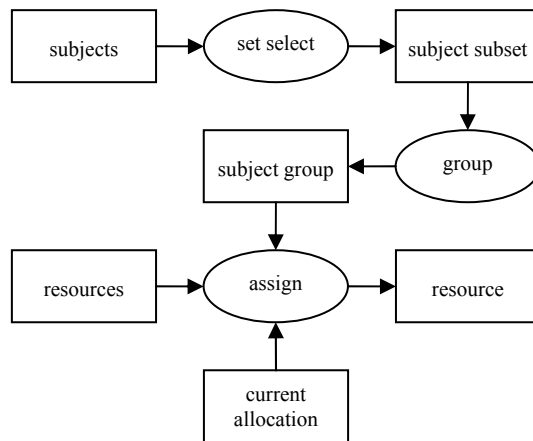 subjects
set select
subject subset
subject group
group
resources
assign
resource
current
allocation